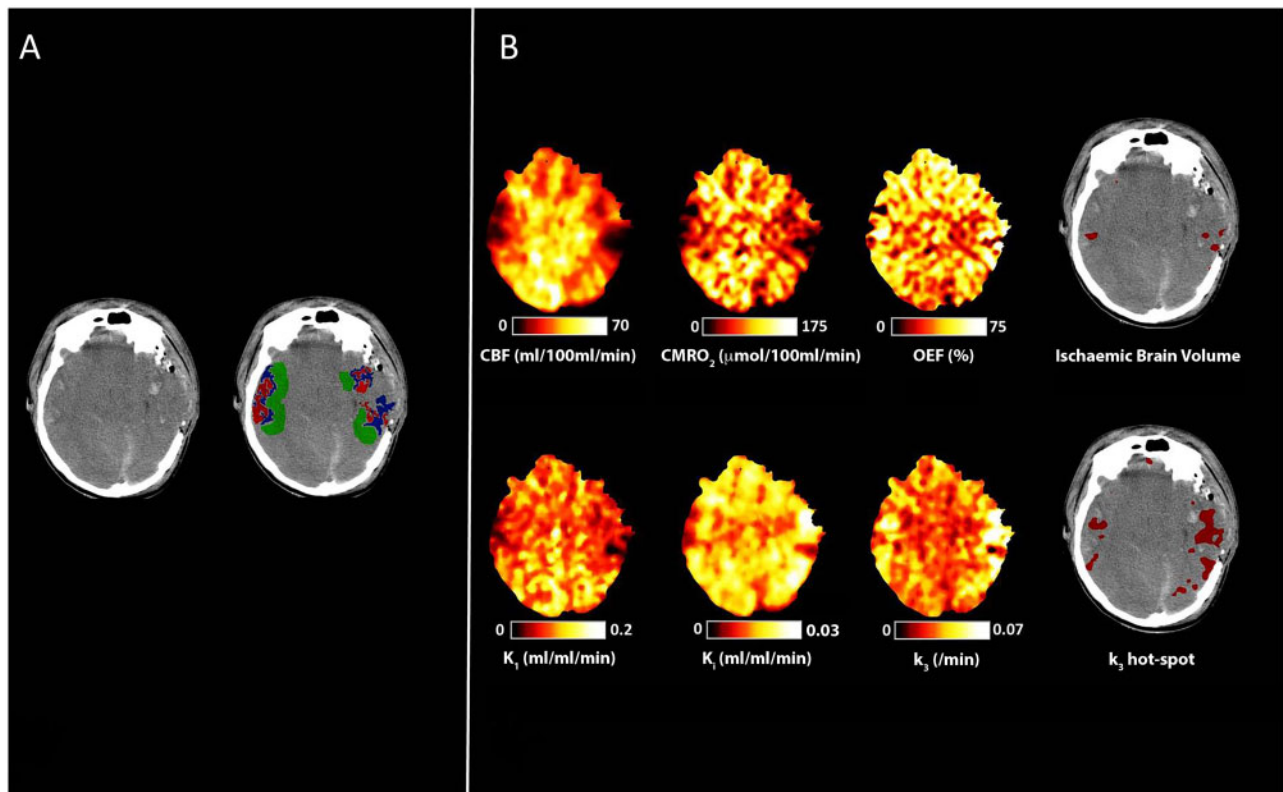 A
B
0 70
CBF (ml/100ml/min)
0 175
CMRO₂ (μmol/100ml/min)
0 75
OEF (%)
Ischaemic Brain Volume
0 0.2
K₁ (ml/ml/min)
0 0.03
Kᵢ (ml/ml/min)
0 0.07
k₃ (/min)
k₃ hot-spot